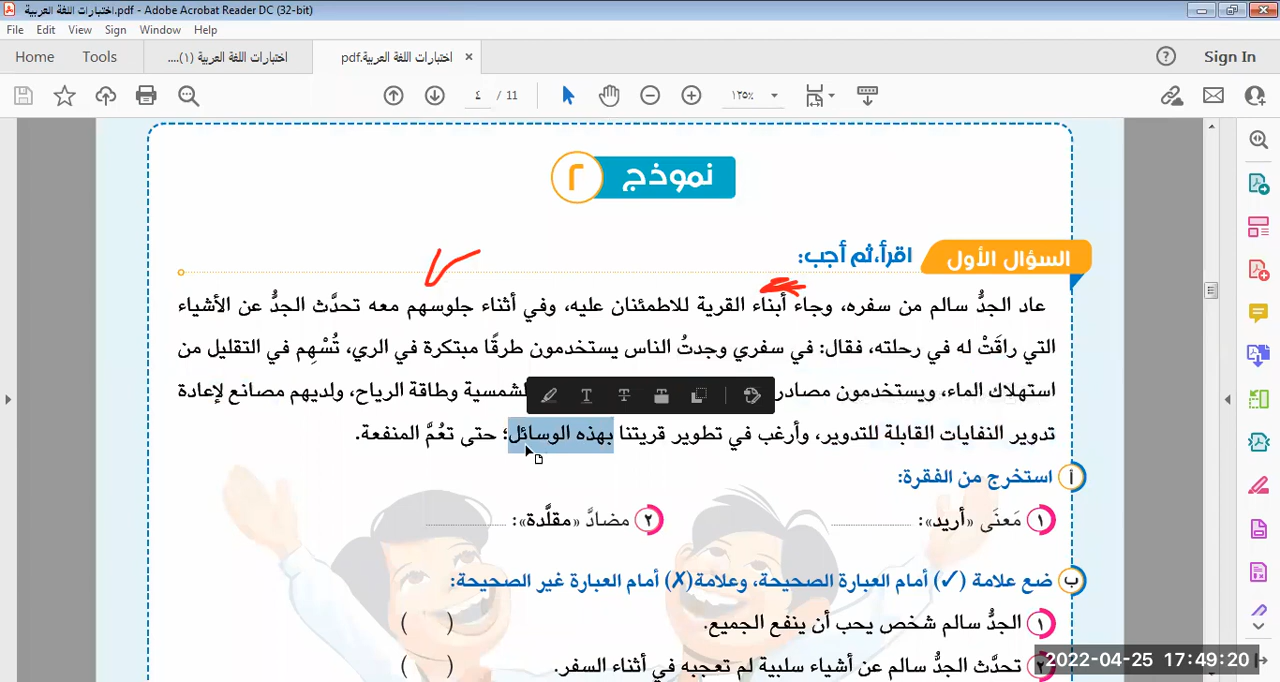 اختبارات اللغة العربية.pdf - Adobe Acrobat Reader DC (32-bit)
File Edit View Sign Window Help
Home Tools اختبارات اللغة العربية (١).... اختبارات اللغة العربية.pdf × Sign In
٤ / 11 ١٢٥٪
نموذج ٢
السؤال الأول اقرأ، ثم أجب:
عاد الجدُّ سالم من سفره، وجاء أبناء القرية للاطمئنان عليه، وفي أثناء جلوسهم معه تحدَّث الجدُّ عن الأشياء
التي راقَتْ له في رحلته، فقال: في سفري وجدتُ الناس يستخدمون طرقًا مبتكرة في الري، تُسْهِم في التقليل من
استهلاك الماء، ويستخدمون مصادر لشمسية وطاقة الرياح، ولديهم مصانع لإعادة
تدوير النفايات القابلة للتدوير، وأرغب في تطوير قريتنا بهذه الوسائل؛ حتى تعُمَّ المنفعة.
أ استخرج من الفقرة:
١ مَعنَى «أريد»: ........................ ٢ مضادَّ «مقلَّدة»: ........................
ب ضع علامة (✓) أمام العبارة الصحيحة، وعلامة (✗) أمام العبارة غير الصحيحة:
١ الجدُّ سالم شخص يحب أن ينفع الجميع. ( )
٢ تحدَّث الجدُّ سالم عن أشياء سلبية لم تعجبه في أثناء السفر. ( )
2022-04-25 17:49:20